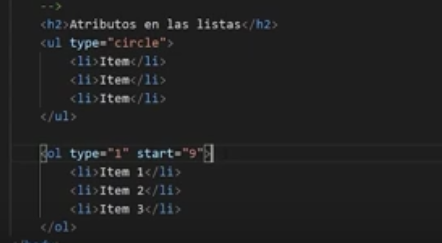 -->
<h2>Atributos en las listas</h2>
<ul type="circle">
<li>Item</li>
<li>Item</li>
<li>Item</li>
</ul>
<ol type="1" start="9">
<li>Item 1</li>
<li>Item 2</li>
<li>Item 3</li>
</ol>